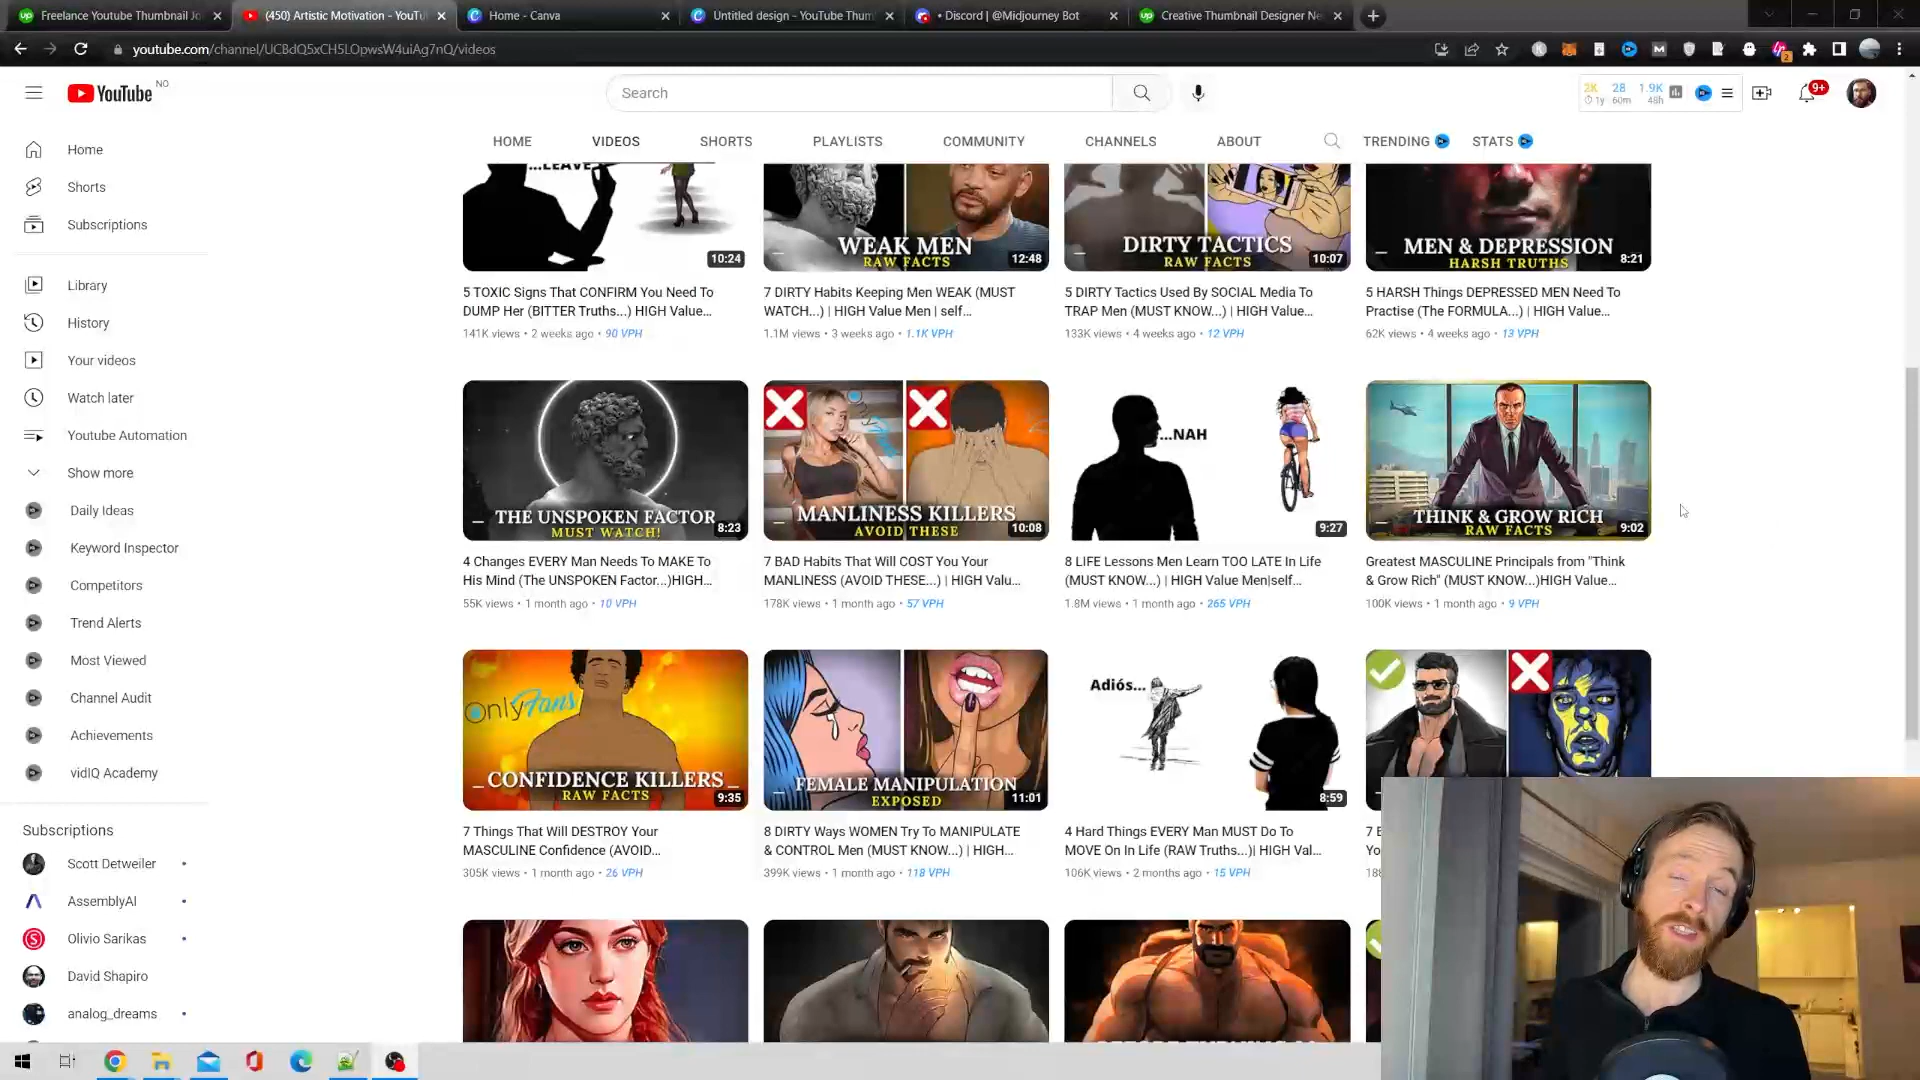 Freelance Youtube Thumbnail Jo
(450) Artistic Motivation - YouTu
Home - Canva
Untitled design - YouTube Thum
• Discord | @Midjourney Bot
Creative Thumbnail Designer Ne
youtube.com/channel/UCBdQ5xCH5LOpwsW4uiAg7nQ/videos
YouTube NO
Search
2K 28 1.9K
1y 60m 48h
9+
HOME VIDEOS SHORTS PLAYLISTS COMMUNITY CHANNELS ABOUT TRENDING STATS
Home
Shorts
Subscriptions
Library
History
Your videos
Watch later
Youtube Automation
Show more
Daily Ideas
Keyword Inspector
Competitors
Trend Alerts
Most Viewed
Channel Audit
Achievements
vidIQ Academy
Subscriptions
Scott Detweiler
AssemblyAI
Olivio Sarikas
David Shapiro
analog_dreams
...LEAVE
10:24
5 TOXIC Signs That CONFIRM You Need To
DUMP Her (BITTER Truths...) HIGH Value...
141K views • 2 weeks ago • 90 VPH
WEAK MEN
RAW FACTS
12:48
7 DIRTY Habits Keeping Men WEAK (MUST
WATCH...) | HIGH Value Men | self...
1.1M views • 3 weeks ago • 1.1K VPH
DIRTY TACTICS
RAW FACTS
10:07
5 DIRTY Tactics Used By SOCIAL Media To
TRAP Men (MUST KNOW...) | HIGH Value...
133K views • 4 weeks ago • 12 VPH
MEN & DEPRESSION
HARSH TRUTHS
8:21
5 HARSH Things DEPRESSED MEN Need To
Practise (The FORMULA...) | HIGH Value...
62K views • 4 weeks ago • 13 VPH
THE UNSPOKEN FACTOR
MUST WATCH!
8:23
4 Changes EVERY Man Needs To MAKE To
His Mind (The UNSPOKEN Factor...)HIGH...
55K views • 1 month ago • 10 VPH
MANLINESS KILLERS
AVOID THESE
10:08
7 BAD Habits That Will COST You Your
MANLINESS (AVOID THESE...) | HIGH Valu...
178K views • 1 month ago • 57 VPH
...NAH
9:27
8 LIFE Lessons Men Learn TOO LATE In Life
(MUST KNOW...) | HIGH Value Men|self...
1.8M views • 1 month ago • 265 VPH
THINK & GROW RICH
RAW FACTS
9:02
Greatest MASCULINE Principals from "Think
& Grow Rich" (MUST KNOW...)HIGH Value...
100K views • 1 month ago • 9 VPH
OnlyFans
CONFIDENCE KILLERS
RAW FACTS
9:35
7 Things That Will DESTROY Your
MASCULINE Confidence (AVOID...
305K views • 1 month ago • 26 VPH
FEMALE MANIPULATION
EXPOSED
11:01
8 DIRTY Ways WOMEN Try To MANIPULATE
& CONTROL Men (MUST KNOW...) | HIGH...
399K views • 1 month ago • 118 VPH
Adiós...
8:59
4 Hard Things EVERY Man MUST Do To
MOVE On In Life (RAW Truths...)| HIGH Val...
106K views • 2 months ago • 15 VPH